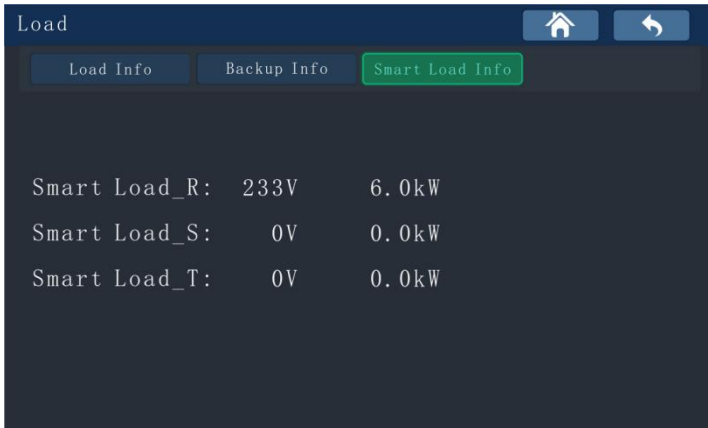 Load
Load Info Backup Info Smart Load Info
Smart Load_R: 233V 6.0kW
Smart Load_S: 0V 0.0kW
Smart Load_T: 0V 0.0kW